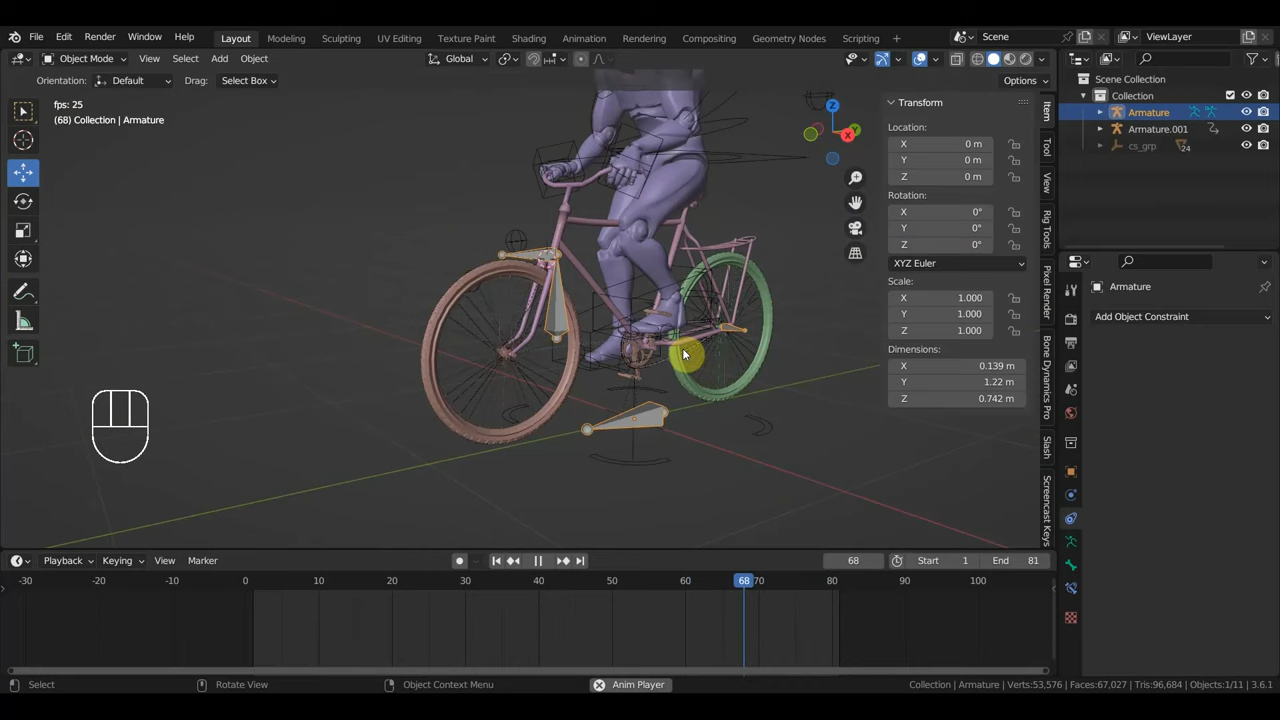 File Edit Render Window Help Layout Modeling Sculpting UV Editing Texture Paint Shading Animation Rendering Compositing Geometry Nodes Scripting + Scene ViewLayer
Object Mode View Select Add Object Global Scene Collection
Orientation: Default Drag: Select Box Options Collection
fps: 25
(68) Collection | Armature
Armature
Armature.001
cs_grp 24
Z
Y
X
Transform
Location:
X 0 m
Y 0 m
Z 0 m
Rotation:
X 0°
Y 0°
Z 0°
XYZ Euler
Scale:
X 1.000
Y 1.000
Z 1.000
Dimensions:
X 0.139 m
Y 1.22 m
Z 0.742 m
Item
Tool
View
Rig Tools
Pixel Render
Bone Dynamics Pro
Slash
Screencast Keys
Armature
Add Object Constraint
Playback Keying View Marker 68 Start 1 End 81
-30 -20 -10 0 10 20 30 40 50 60 68 70 80 90 100
Select Rotate View Object Context Menu Anim Player Collection | Armature | Verts:53,576 | Faces:67,027 | Tris:96,684 | Objects:1/11 | 3.6.1